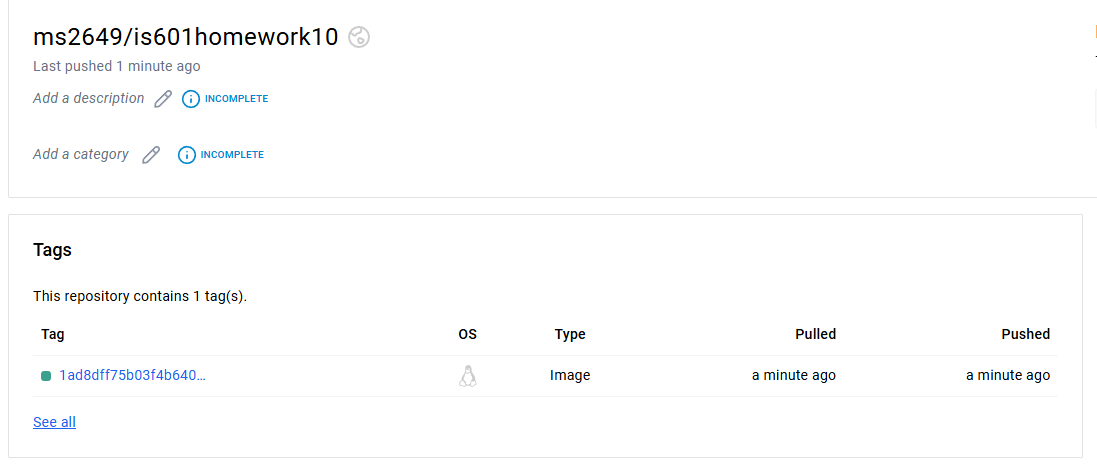 ms2649/is601homework10
Last pushed 1 minute ago
Add a description INCOMPLETE
Add a category INCOMPLETE
Tags
This repository contains 1 tag(s).
Tag OS Type Pulled Pushed
1ad8dff75b03f4b640... Image a minute ago a minute ago
See all